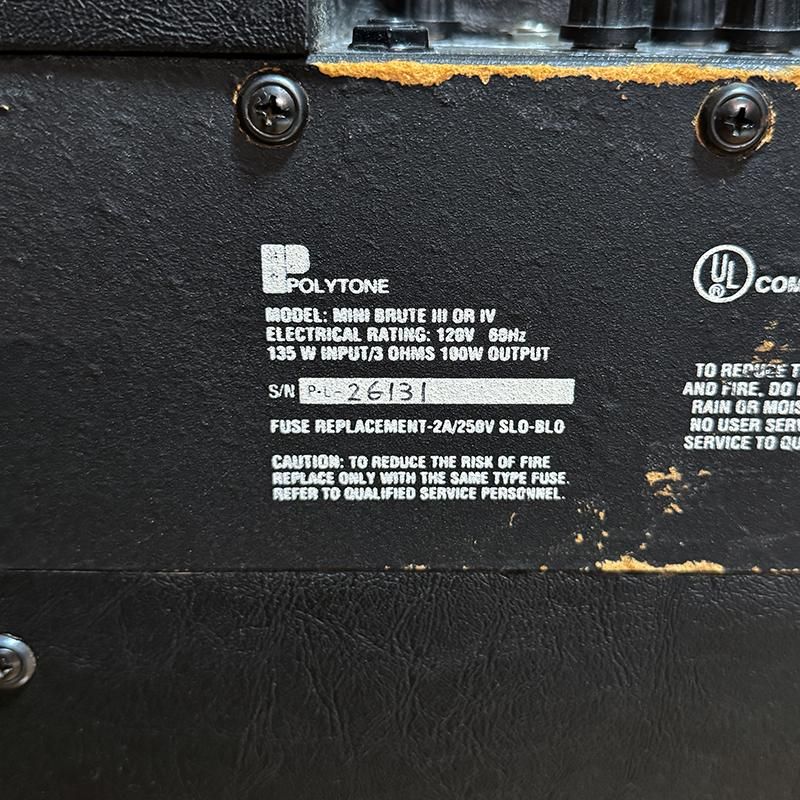 POLYTONE
MODEL: MINI BRUTE III OR IV
ELECTRICAL RATING: 120V 60Hz
135 W INPUT/3 OHMS 100W OUTPUT
S/N P-L-26131
FUSE REPLACEMENT-2A/250V SLO-BLO
CAUTION: TO REDUCE THE RISK OF FIRE
REPLACE ONLY WITH THE SAME TYPE FUSE.
REFER TO QUALIFIED SERVICE PERSONNEL.
UL
TO REDUCE
AND FIRE, DO
RAIN OR
NO USER
SERVICE TO